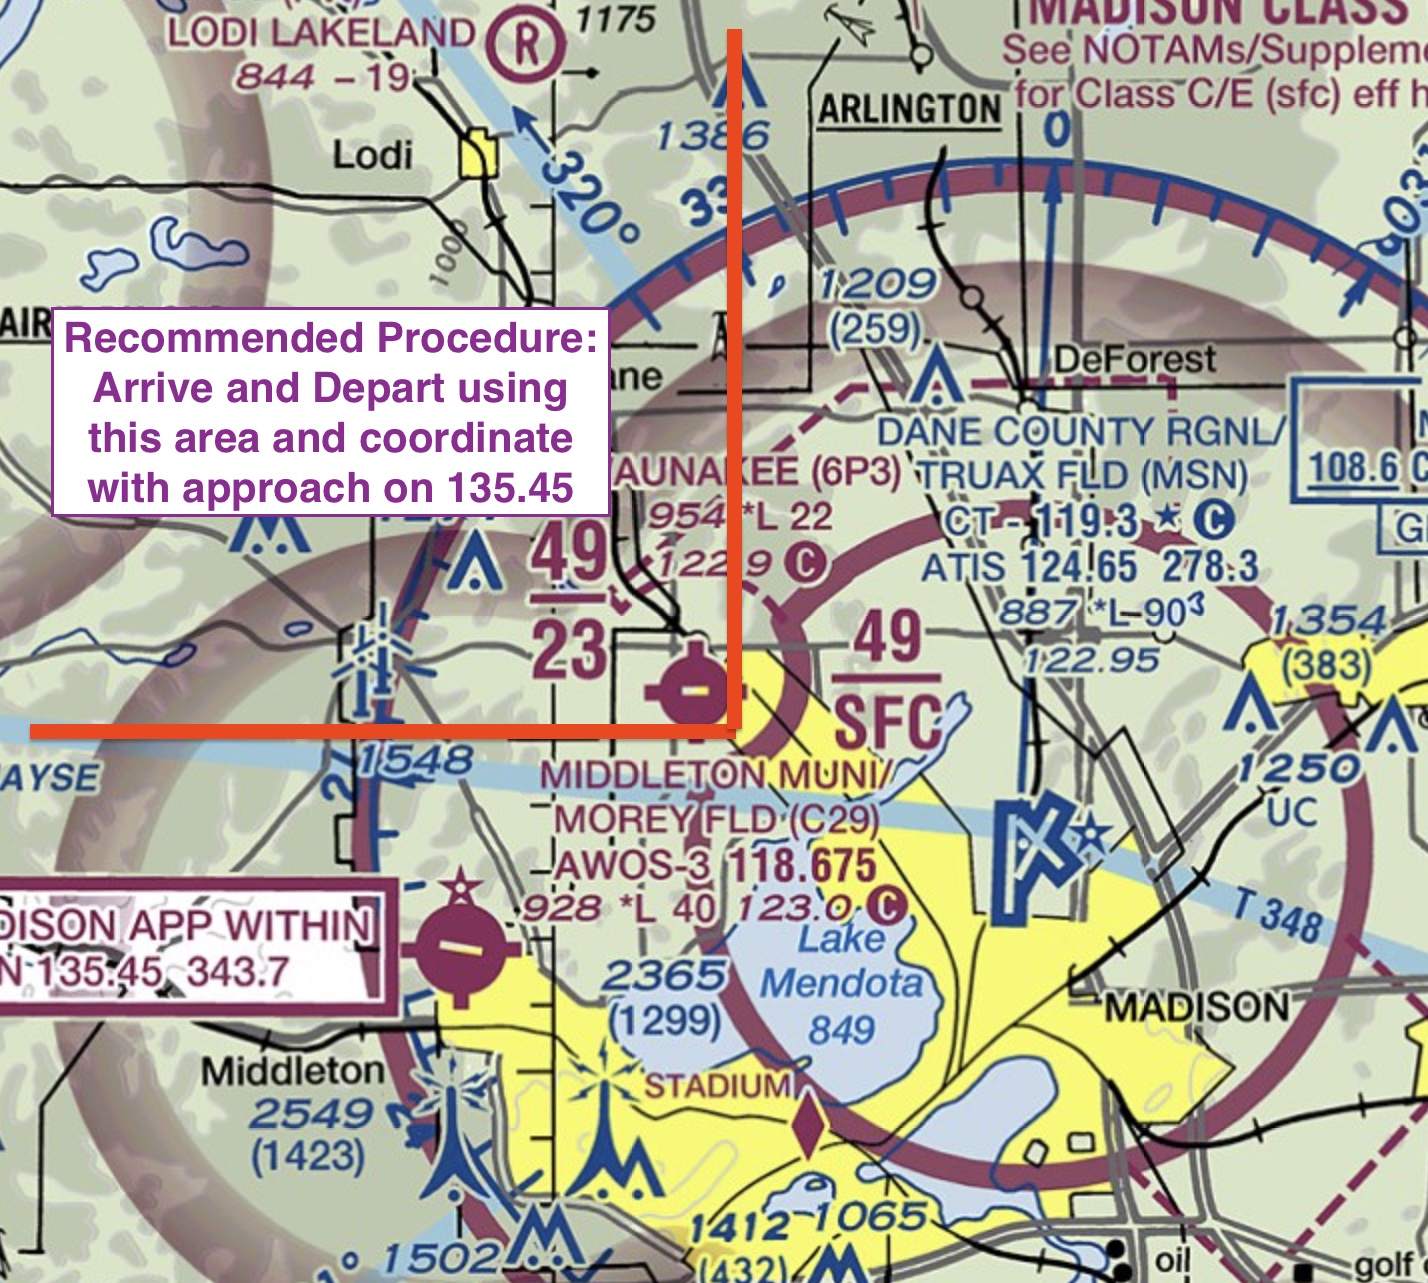 LODI LAKELAND
844 – 19
R
1175
MADISON CLASS
See NOTAMs/Supplem
for Class C/E (sfc) eff h
ARLINGTON
1386
Lodi
320°
33
0
03
1000
1209
(259)
AIR
Recommended Procedure:
Arrive and Depart using
this area and coordinate
with approach on 135.45
ane
DeForest
DANE COUNTY RGNL/
TRUAX FLD (MSN)
CT - 119.3 ★ C
ATIS 124.65 278.3
887 *L 90
122.95
108.6
AUNAKEE (6P3)
954 *L 22
122.9 C
49
23
49
SFC
1354
(383)
1548
AYSE
MIDDLETON MUNI/
MOREY FLD (C29)
AWOS-3 118.675
928 *L 40 123.0 C
1250
UC
T 348
DISON APP WITHIN
N 135.45 343.7
Lake
Mendota
849
2365
(1299)
MADISON
Middleton
2549
(1423)
STADIUM
1502
1412
(432)
1065
oil
golf